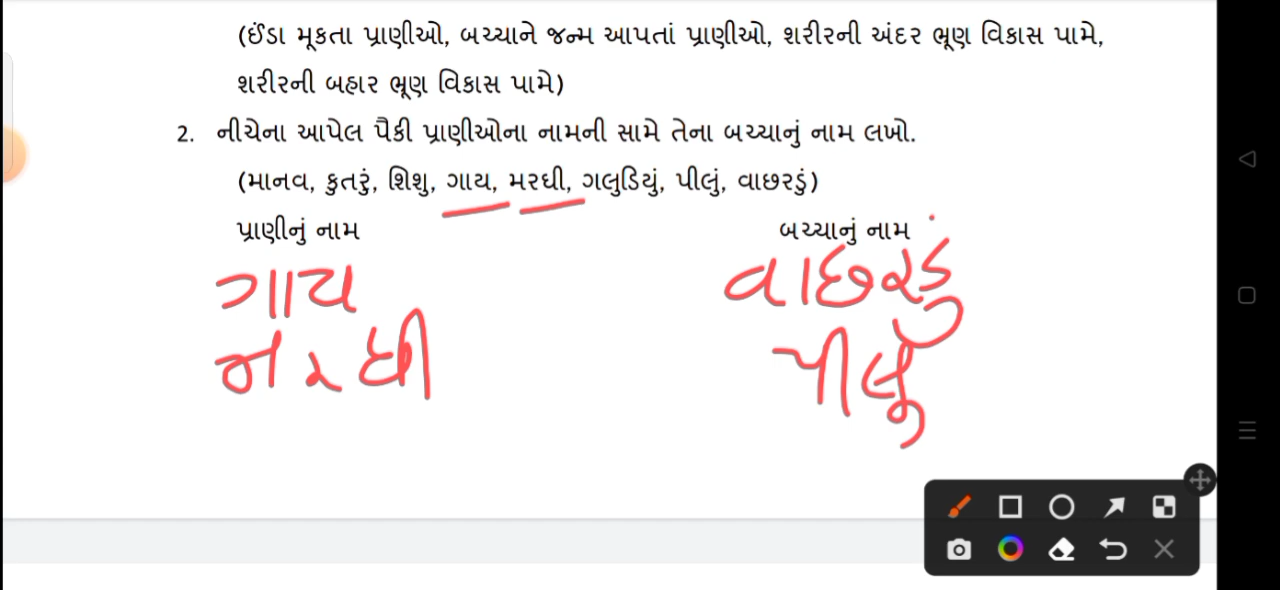 (ઈંડા મૂકતા પ્રાણીઓ, બચ્ચાને જન્મ આપતાં પ્રાણીઓ, શરીરની અંદર ભ્રૂણ વિકાસ પામે,
શરીરની બહાર ભ્રૂણ વિકાસ પામે)
2. નીચેના આપેલ પૈકી પ્રાણીઓના નામની સામે તેના બચ્ચાનું નામ લખો.
(માનવ, કુતરું, શિશુ, ગાય, મરઘી, ગલુડિયું, પીલું, વાછરડું)
પ્રાણીનું નામ બચ્ચાનું નામ
ગાય વાછરડું
મરઘી પીલું